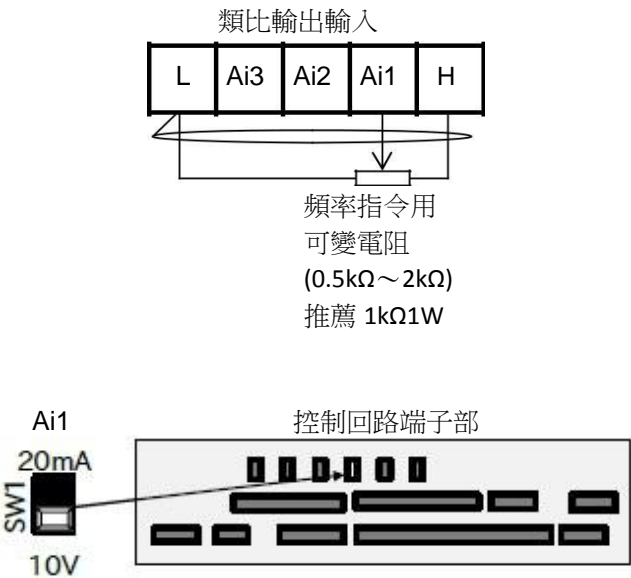 類比輸出輸入
L Ai3 Ai2 Ai1 H
頻率指令用
可變電阻
(0.5kΩ～2kΩ)
推薦 1kΩ1W
Ai1
控制回路端子部
20mA
SW1
10V